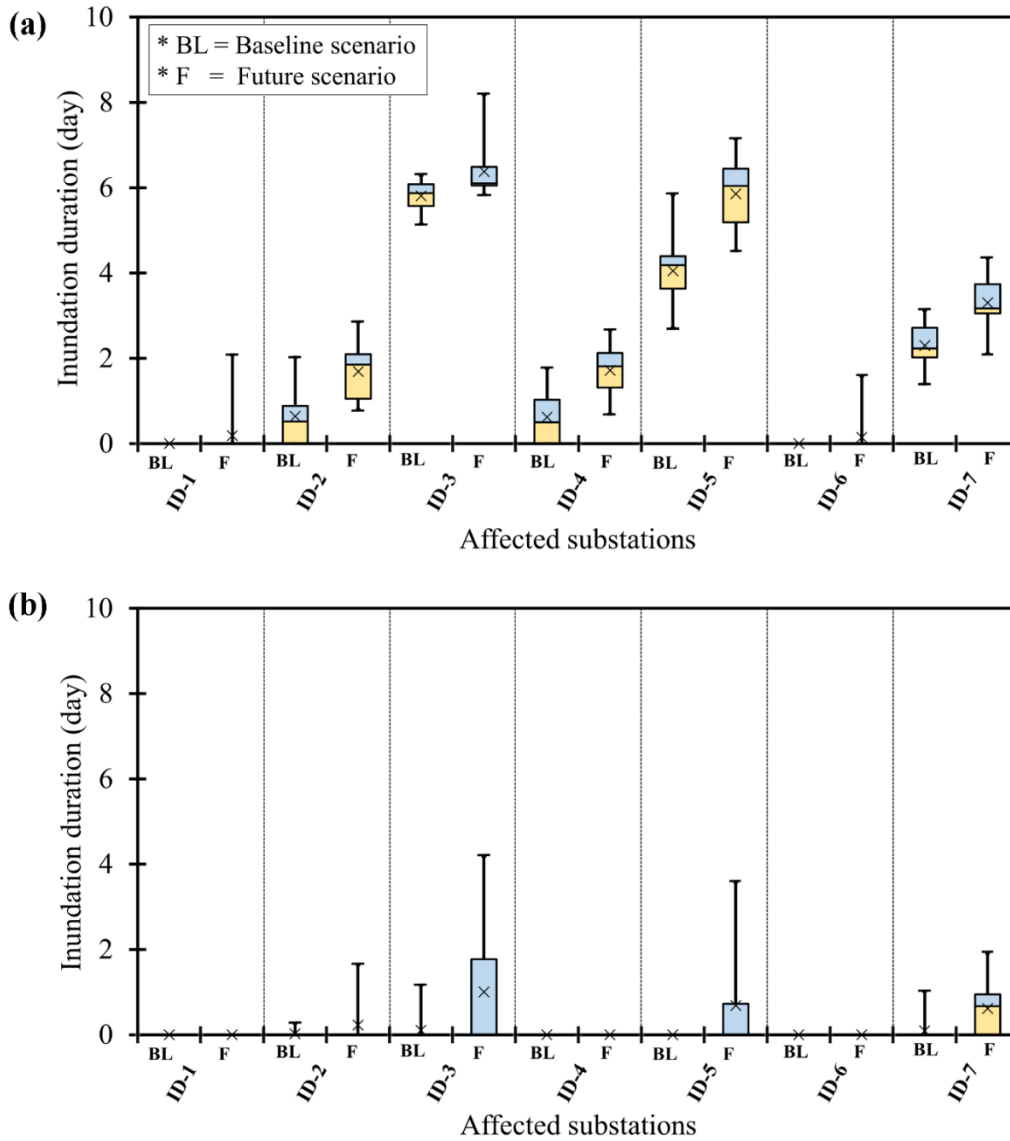 (a)
* BL = Baseline scenario
* F = Future scenario
Inundation duration (day)
10
8
6
4
2
0
BL F BL F BL F BL F BL F BL F BL F
ID-1 ID-2 ID-3 ID-4 ID-5 ID-6 ID-7
Affected substations
(b)
Inundation duration (day)
10
8
6
4
2
0
BL F BL F BL F BL F BL F BL F BL F
ID-1 ID-2 ID-3 ID-4 ID-5 ID-6 ID-7
Affected substations